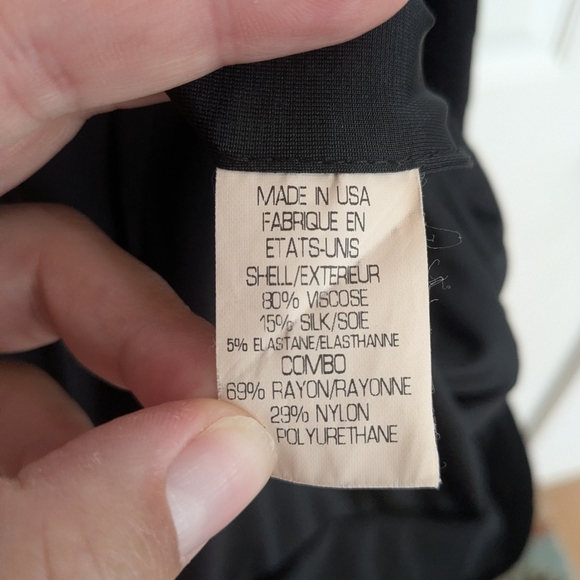 MADE IN USA
FABRIQUE EN
ETATS-UNIS
SHELL/EXTERIEUR
80% VISCOSE
15% SILK/SOIE
5% ELASTANE/ELASTHANNE
COMBO
69% RAYON/RAYONNE
29% NYLON
POLYURETHANE